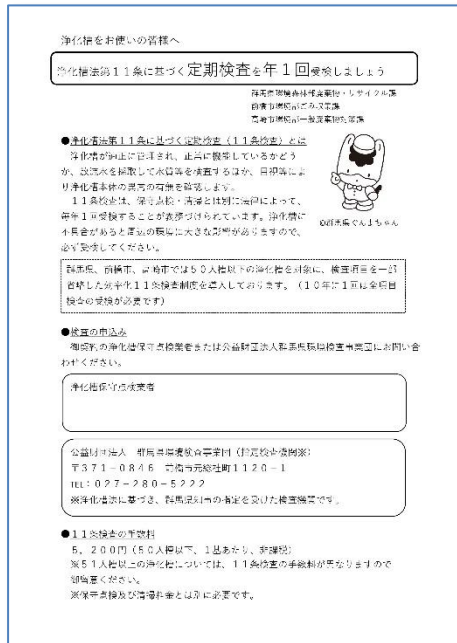 浄化槽をお使いの皆様へ
浄化槽法第11条に基づく定期検査を年1回受検しましょう
群馬県環境森林部廃棄物・リサイクル課
前橋市環境部ごみ収集課
高崎市環境部一般廃棄物対策課
●浄化槽法第11条に基づく定期検査(11条検査)とは
浄化槽が適正に管理され、正常に機能しているかどう
か、放流水を採取して水質等を検査するほか、目視等によ
り浄化槽本体の異常の有無を確認します。
11条検査は、保守点検・清掃とは別に法律によって、
毎年1回受検することが義務づけられています。浄化槽に
不具合があると周辺の環境に大きな影響がありますので、
必ず受検してください。
©群馬県ぐんまちゃん
群馬県、前橋市、高崎市では50人槽以下の浄化槽を対象に、検査項目を一部
省略した効率化11条検査制度を導入しております。(10年に1回は全項目
検査の受検が必要です)
●検査の申込み
御契約の浄化槽保守点検業者または公益財団法人群馬県環境検査事業団にお問い合
わせください。
浄化槽保守点検業者
公益財団法人 群馬県環境検査事業団(指定検査機関※)
〒371-0846 前橋市元総社町1120-1
TEL:027-280-5222
※浄化槽法に基づき、群馬県知事の指定を受けた検査機関です。
●11条検査の手数料
5,200円(50人槽以下、1基あたり、非課税)
※51人槽以上の浄化槽については、11条検査の手数料が異なりますので
御留意ください。
※保守点検及び清掃料金とは別に必要です。